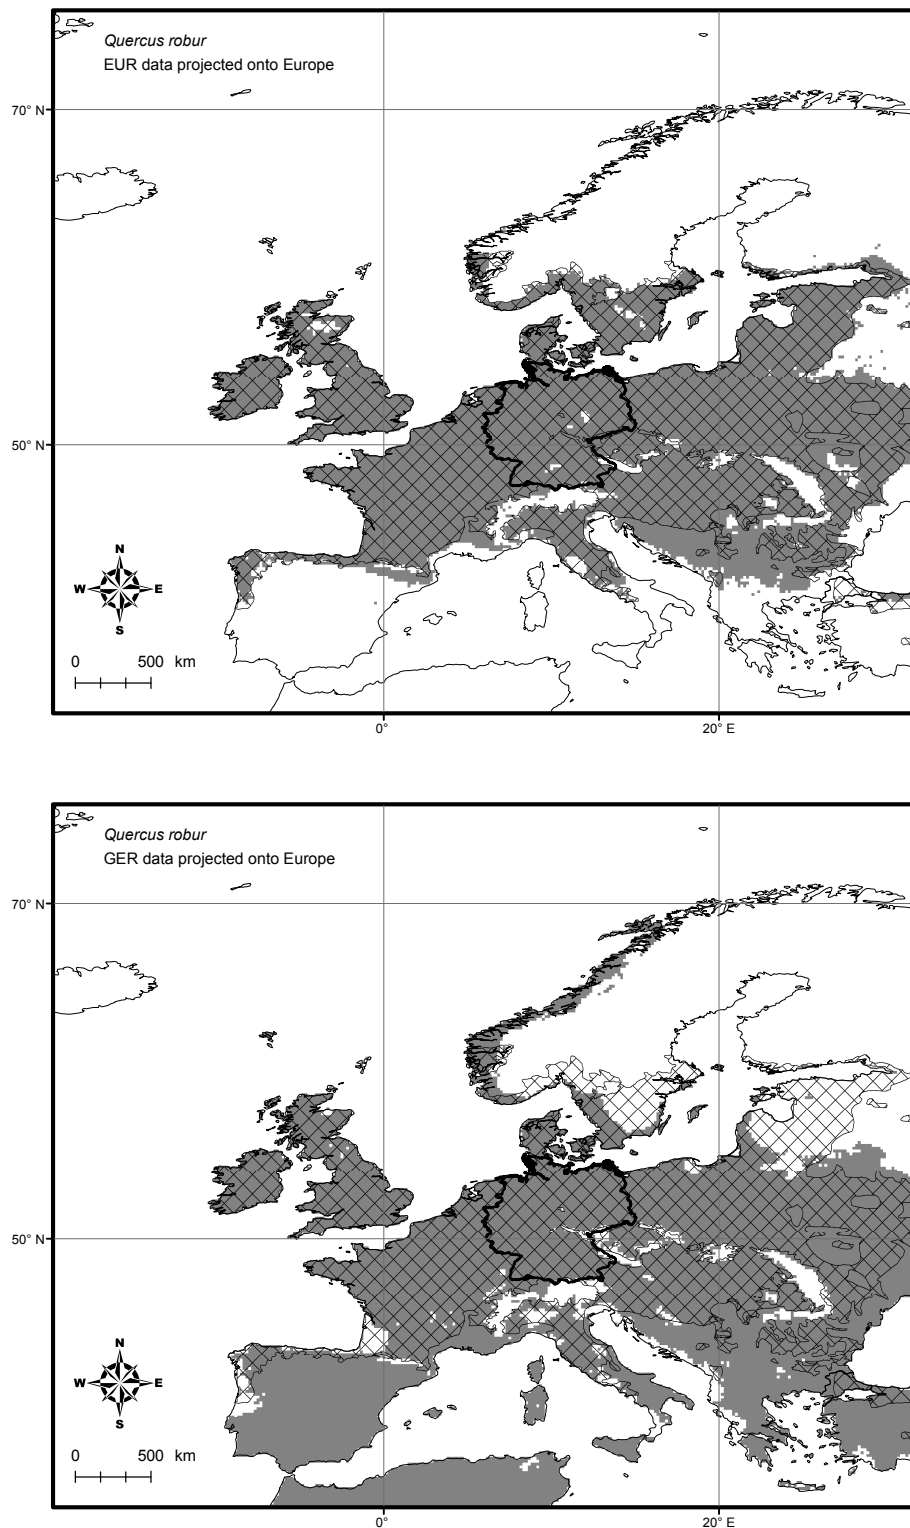 Quercus robur
EUR data projected onto Europe
70° N
50° N
N
W E
S
0 500 km
0° 20° E
Quercus robur
GER data projected onto Europe
70° N
50° N
N
W E
S
0 500 km
0° 20° E